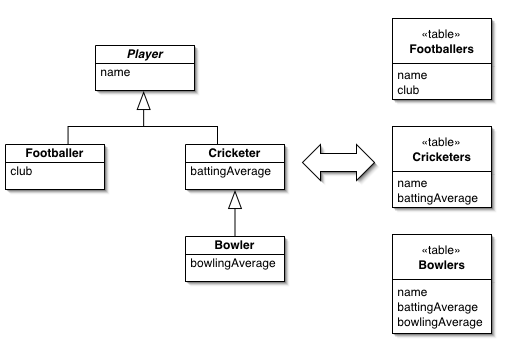 Player
name
Footballer
club
Cricketer
battingAverage
Bowler
bowlingAverage
«table»
Footballers
name
club
«table»
Cricketers
name
battingAverage
«table»
Bowlers
name
battingAverage
bowlingAverage